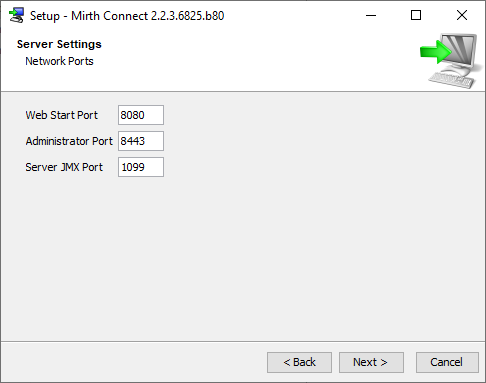 Setup - Mirth Connect 2.2.3.6825.b80
Server Settings
Network Ports
Web Start Port 8080
Administrator Port 8443
Server JMX Port 1099
< Back Next > Cancel